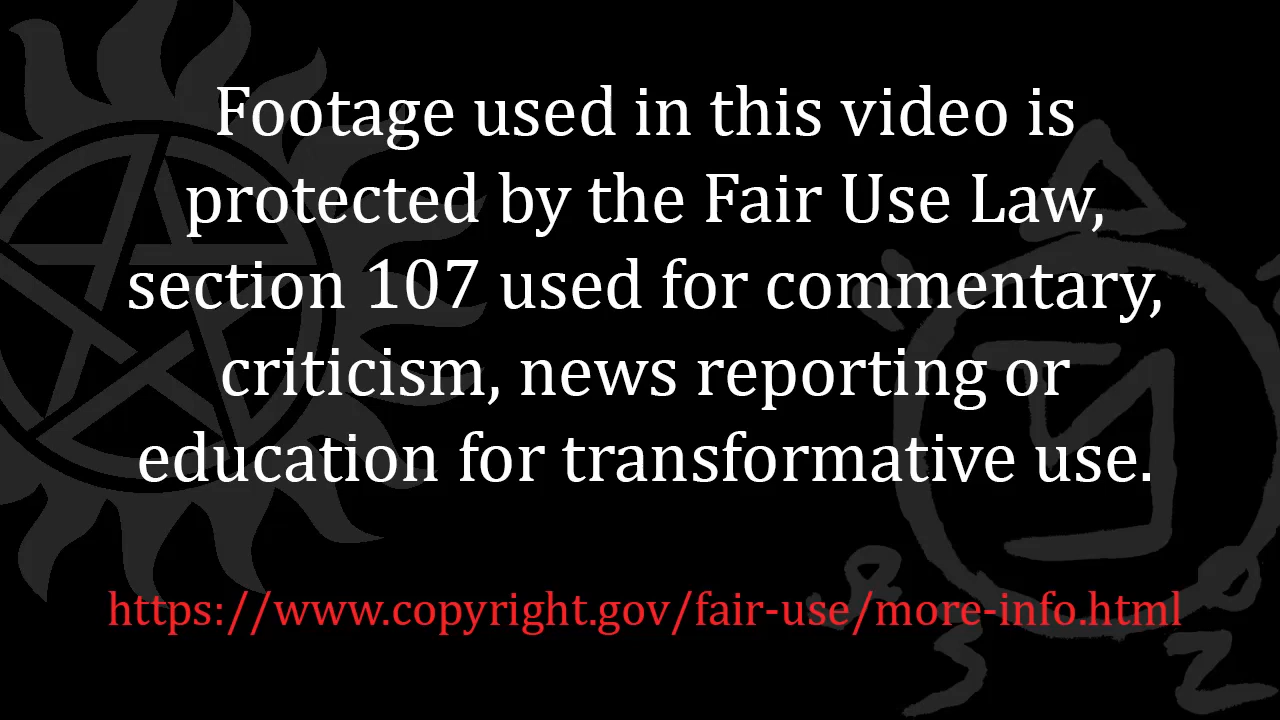 Footage used in this video is
protected by the Fair Use Law,
section 107 used for commentary,
criticism, news reporting or
education for transformative use.
https://www.copyright.gov/fair-use/more-info.html